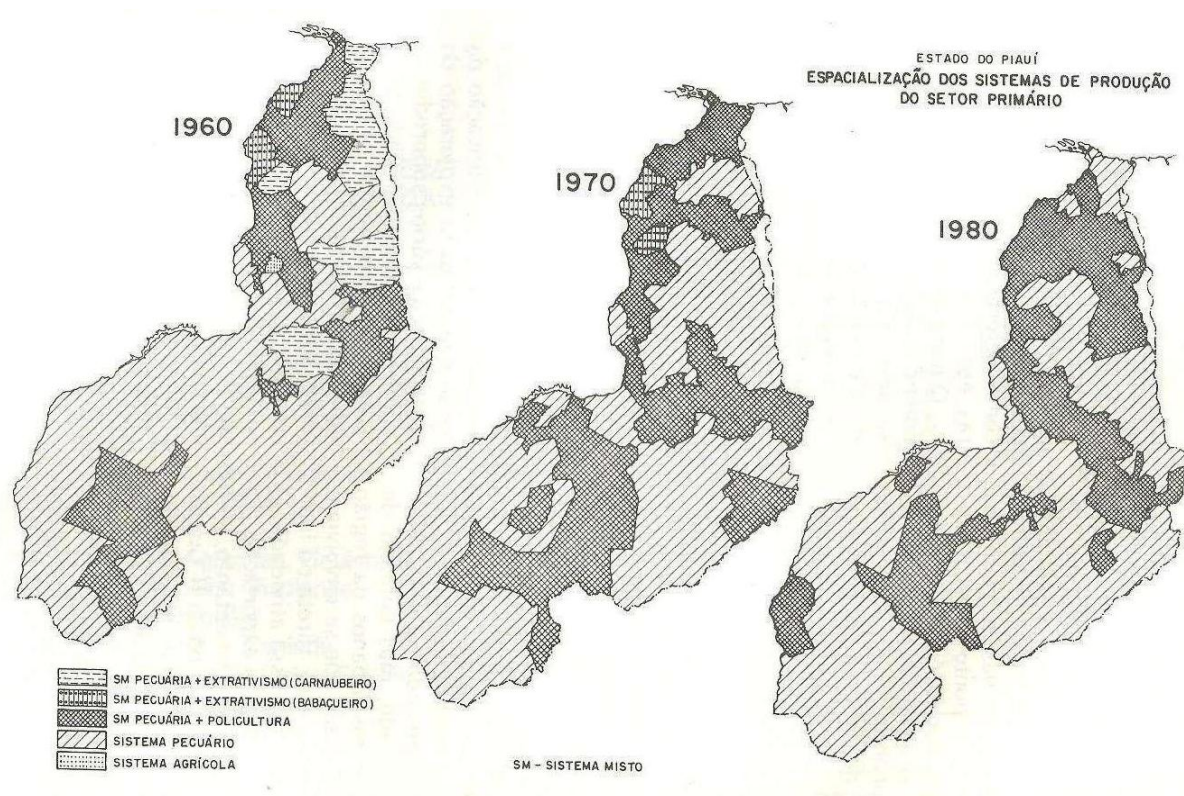 ESTADO DO PIAUÍ
ESPACIALIZAÇÃO DOS SISTEMAS DE PRODUÇÃO
DO SETOR PRIMÁRIO
1960
1970
1980
SM PECUÁRIA + EXTRATIVISMO (CARNAUBEIRO)
SM PECUÁRIA + EXTRATIVISMO (BABAÇUEIRO)
SM PECUÁRIA + POLICULTURA
SISTEMA PECUÁRIO
SISTEMA AGRÍCOLA
SM - SISTEMA MISTO